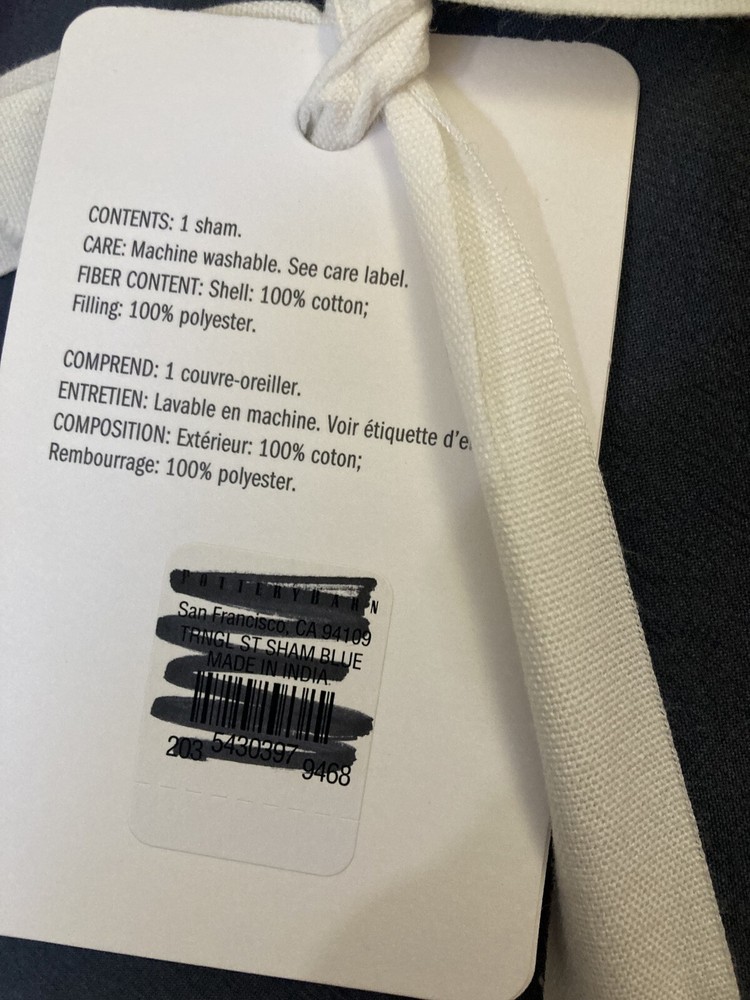 CONTENTS: 1 sham.
CARE: Machine washable. See care label.
FIBER CONTENT: Shell: 100% cotton;
Filling: 100% polyester.
COMPREND: 1 couvre-oreiller.
ENTRETIEN: Lavable en machine. Voir étiquette d'e
COMPOSITION: Extérieur: 100% coton;
Rembourrage: 100% polyester.
POTTERY BARN
San Francisco, CA 94109
TRNGL ST SHAM BLUE
MADE IN INDIA.
203 5430397 9468